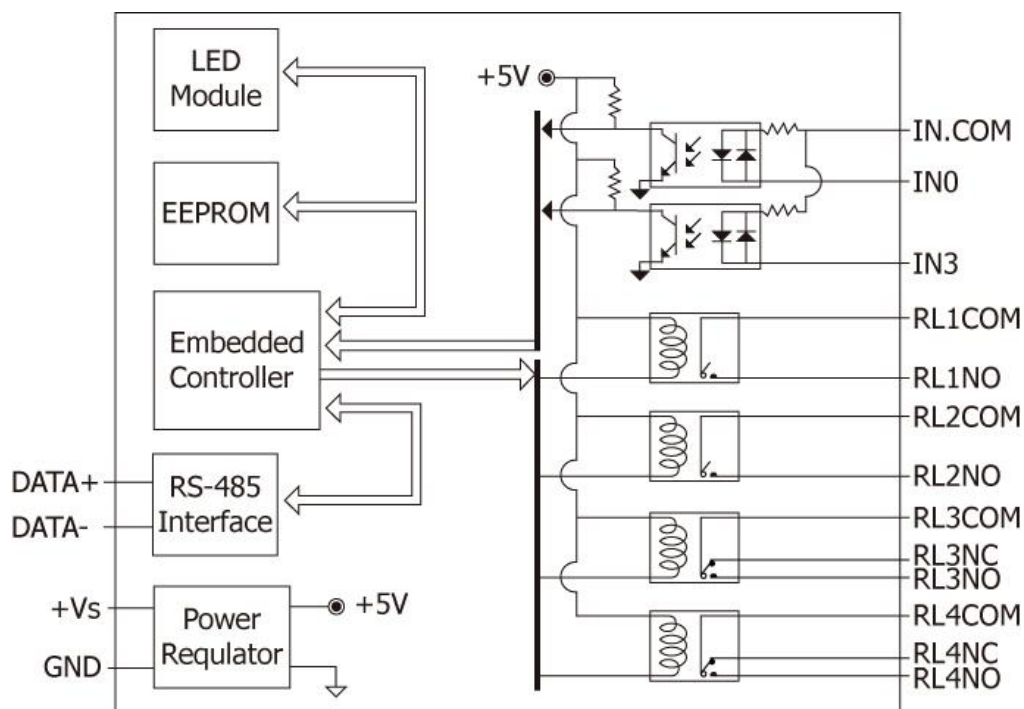 LED
Module
+5V
IN.COM
EEPROM
IN0
IN3
Embedded
Controller
RL1COM
RL1NO
RL2COM
DATA+
RS-485
Interface
RL2NO
DATA-
RL3COM
RL3NC
RL3NO
+Vs
Power
Requlator
+5V
RL4COM
GND
RL4NC
RL4NO